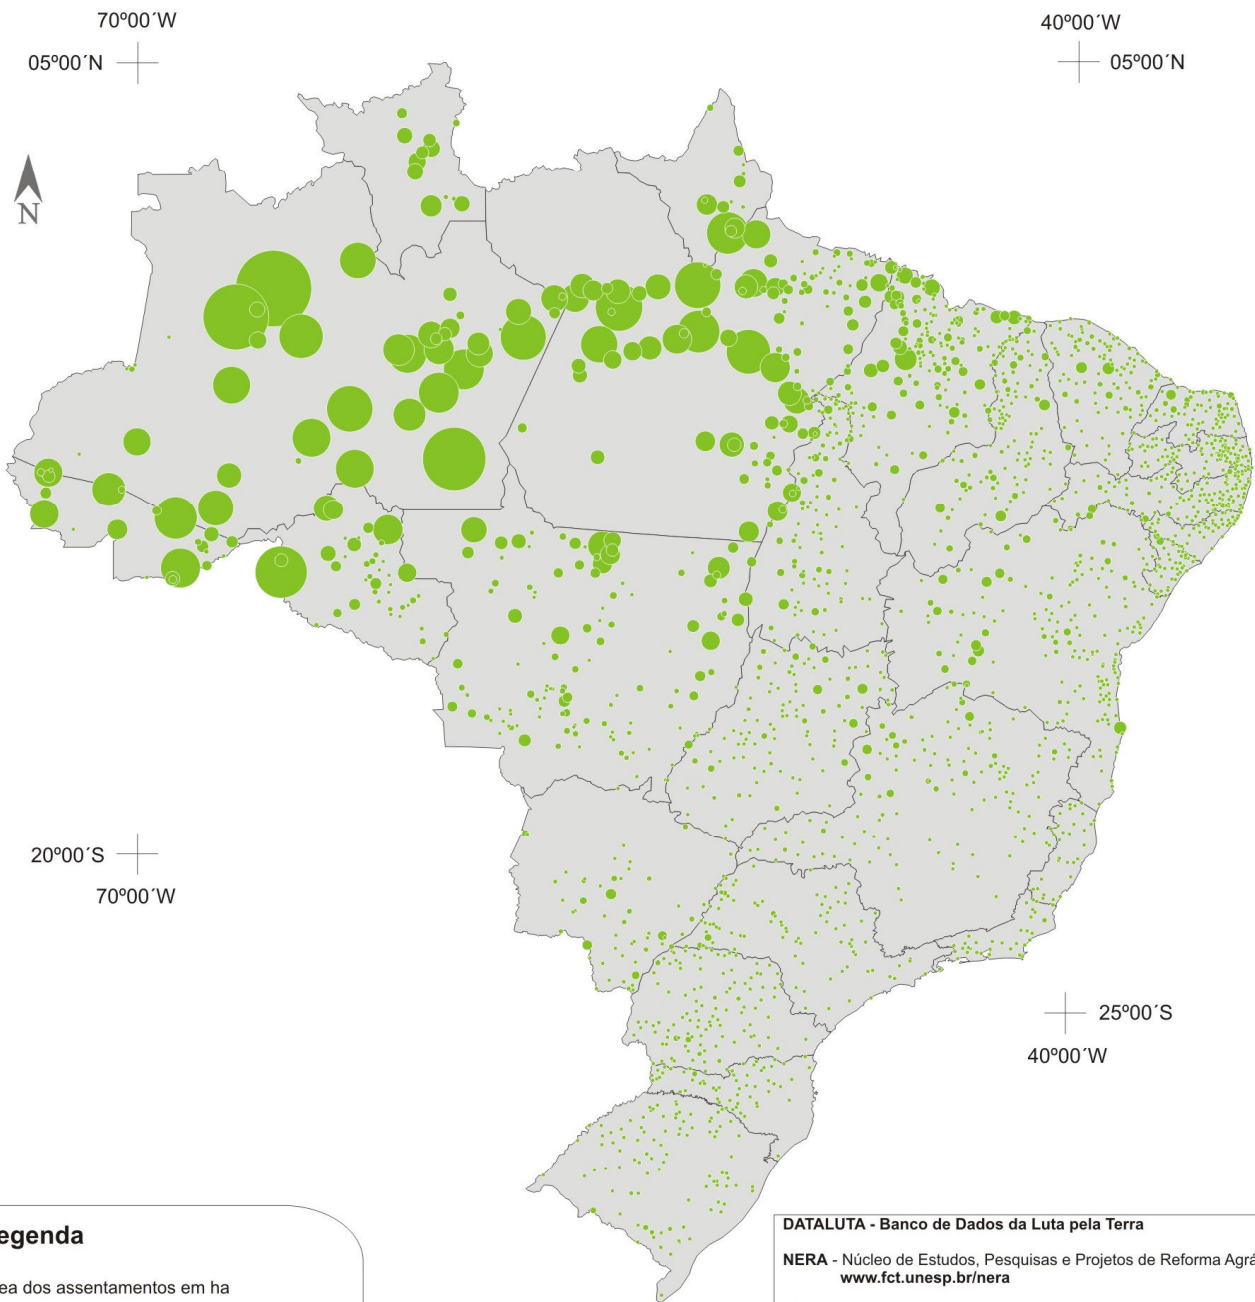 70º00´W
40º00´W
05º00´N
05º00´N
N
20º00´S
70º00´W
25º00´S
40º00´W
egenda
ea dos assentamentos em ha
DATALUTA - Banco de Dados da Luta pela Terra
NERA - Núcleo de Estudos, Pesquisas e Projetos de Reforma Agrá
www.fct.unesp.br/nera